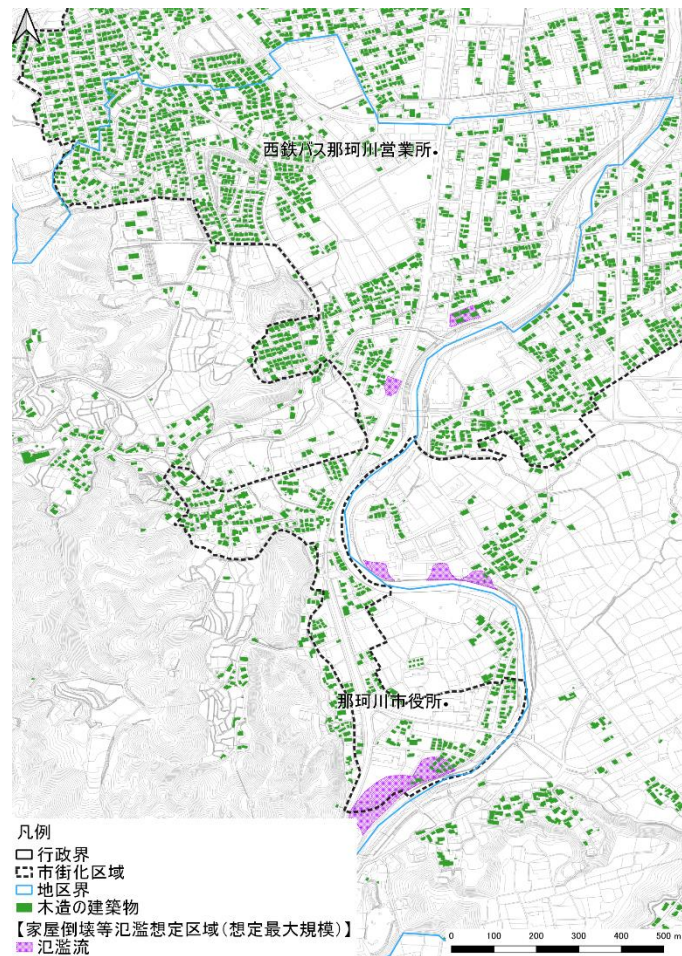 西鉄バス那珂川営業所
那珂川市役所
凡例
行政界
市街化区域
地区界
木造の建築物
【家屋倒壊等氾濫想定区域(想定最大規模)】
氾濫流
0 100 200 300 400 500 m